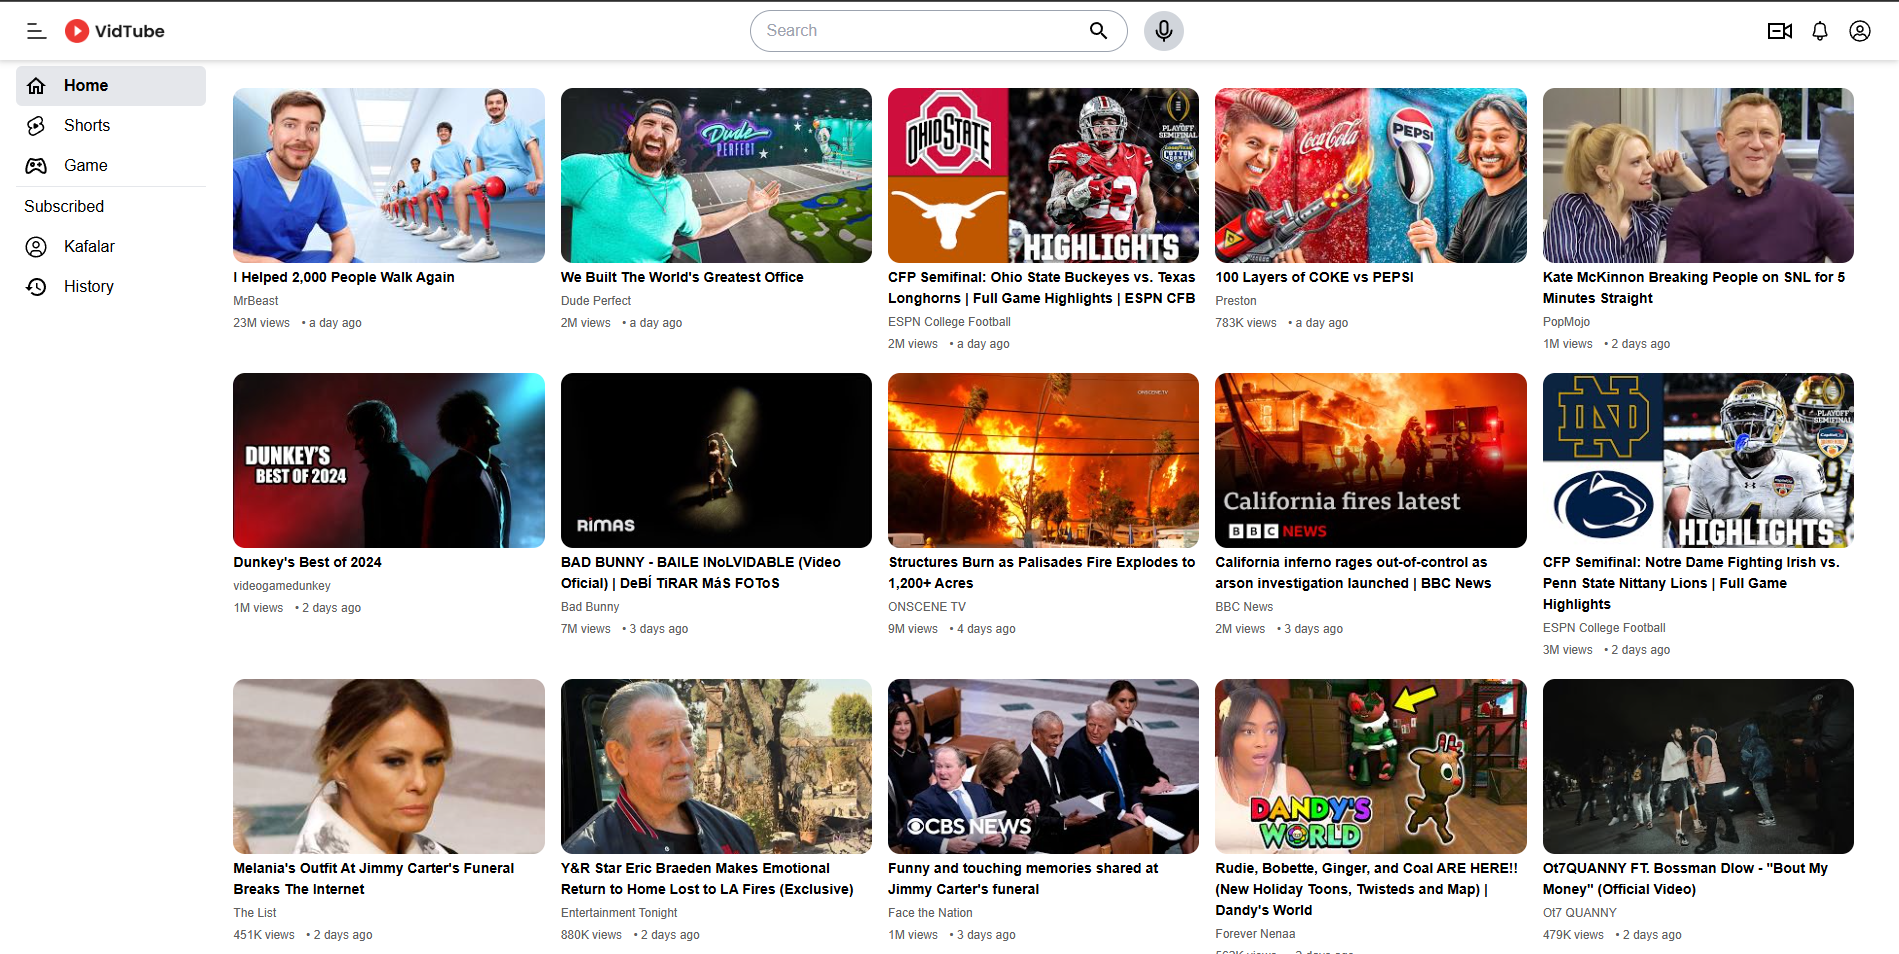 VidTube
Search
Home
Shorts
Game
Subscribed
Kafalar
History
Dude
PERFECT
OHIO STATE
PLAYOFF
SEMIFINAL
HIGHLIGHTS
Coca-Cola
PEPSI
I Helped 2,000 People Walk Again
MrBeast
23M views • a day ago
We Built The World's Greatest Office
Dude Perfect
2M views • a day ago
CFP Semifinal: Ohio State Buckeyes vs. Texas
Longhorns | Full Game Highlights | ESPN CFB
ESPN College Football
2M views • a day ago
100 Layers of COKE vs PEPSI
Preston
783K views • a day ago
Kate McKinnon Breaking People on SNL for 5
Minutes Straight
PopMojo
1M views • 2 days ago
DUNKEY'S
BEST OF 2024
RiMAS
ONSCENE TV
California fires latest
BBC NEWS
ND
PLAYOFF
SEMIFINAL
HIGHLIGHTS
Dunkey's Best of 2024
videogamedunkey
1M views • 2 days ago
BAD BUNNY - BAILE INoLVIDABLE (Video
Oficial) | DeBÍ TiRAR MáS FOToS
Bad Bunny
7M views • 3 days ago
Structures Burn as Palisades Fire Explodes to
1,200+ Acres
ONSCENE TV
9M views • 4 days ago
California inferno rages out-of-control as
arson investigation launched | BBC News
BBC News
2M views • 3 days ago
CFP Semifinal: Notre Dame Fighting Irish vs.
Penn State Nittany Lions | Full Game
Highlights
ESPN College Football
3M views • 2 days ago
CBS NEWS
DANDY'S
WORLD
Melania's Outfit At Jimmy Carter's Funeral
Breaks The Internet
The List
451K views • 2 days ago
Y&R Star Eric Braeden Makes Emotional
Return to Home Lost to LA Fires (Exclusive)
Entertainment Tonight
880K views • 2 days ago
Funny and touching memories shared at
Jimmy Carter's funeral
Face the Nation
1M views • 3 days ago
Rudie, Bobette, Ginger, and Coal ARE HERE!!
(New Holiday Toons, Twisteds and Map) |
Dandy's World
Forever Nenaa
Ot7QUANNY FT. Bossman Dlow - "Bout My
Money" (Official Video)
Ot7 QUANNY
479K views • 2 days ago